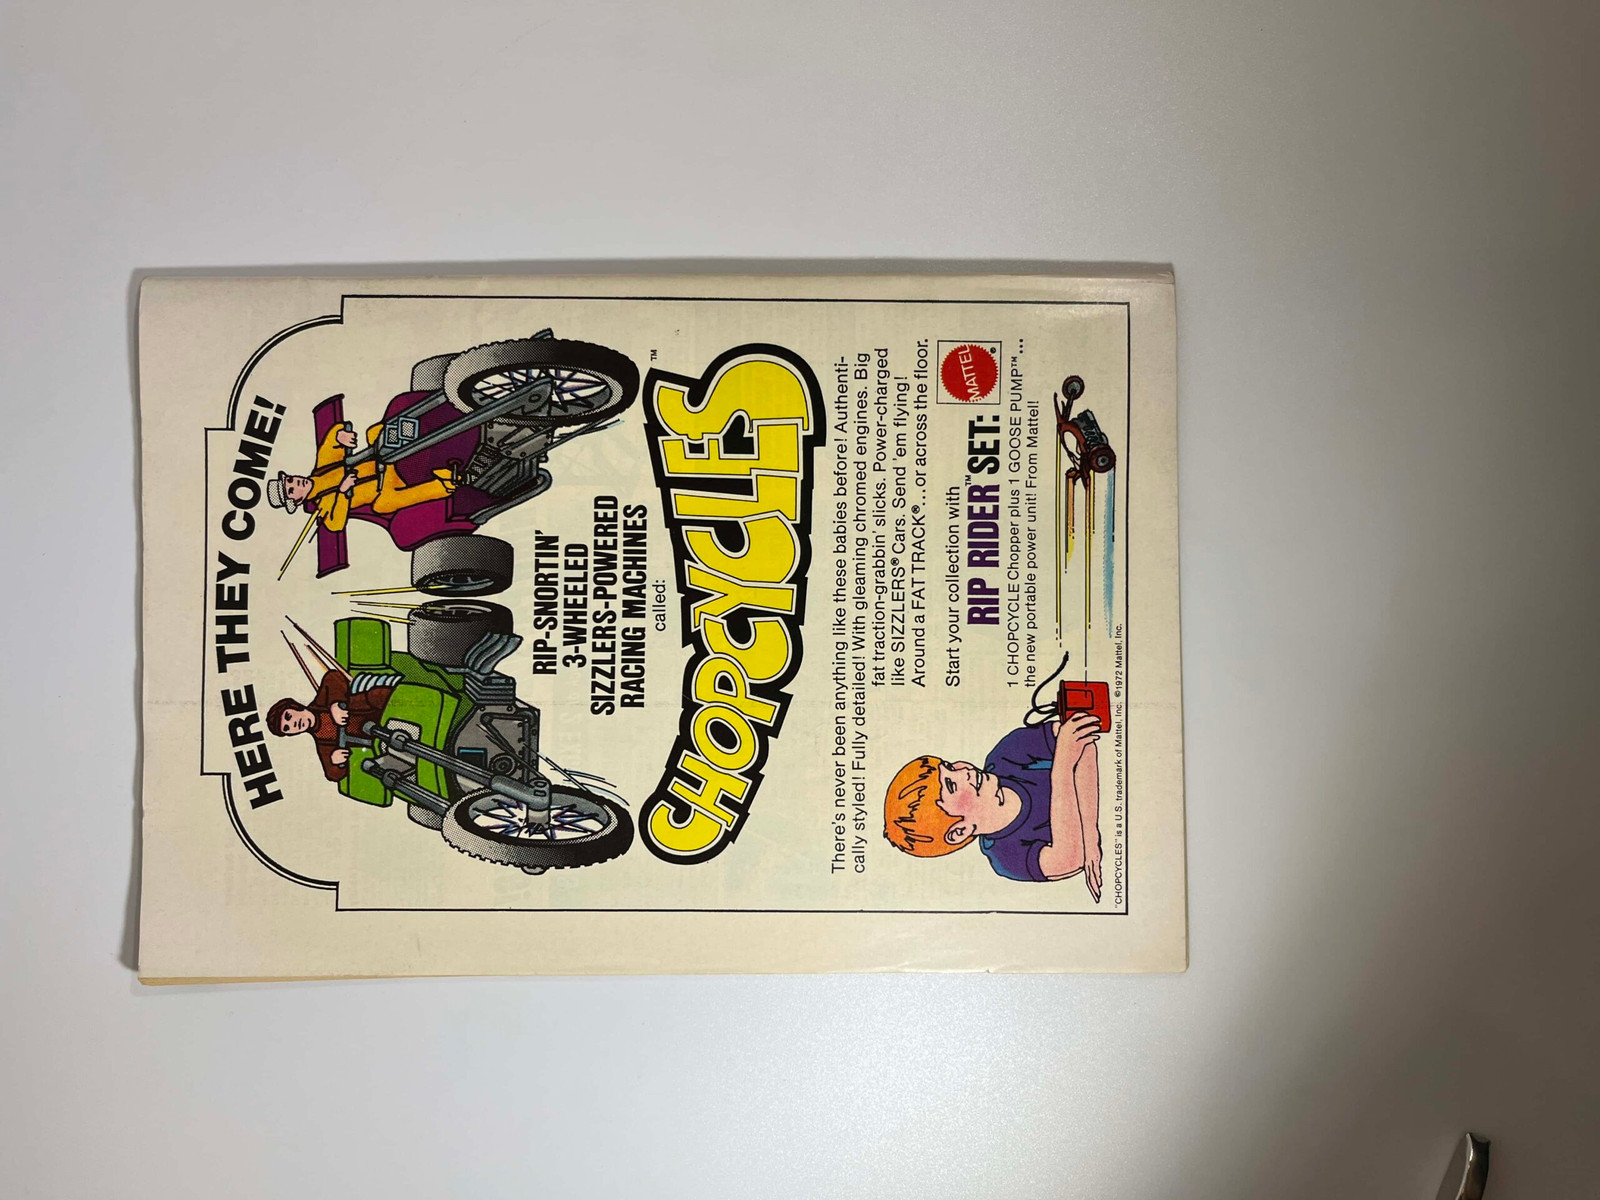 HERE THEY COME!
RIP-SNORTIN'
3-WHEELED
SIZZLERS-POWERED
RACING MACHINES
called:
CHOPCYCLES™
There's never been anything like these babies before! Authenti-
cally styled! Fully detailed! With gleaming chromed engines. Big
fat traction-grabbin' slicks. Power-charged
like SIZZLERS® Cars. Send 'em flying!
Around a FAT TRACK®...or across the floor.
MATTEL®
Start your collection with
RIP RIDER™ SET:
1 CHOPCYCLE Chopper plus 1 GOOSE PUMP™...
the new portable power unit! From Mattel!
"CHOPCYCLES" is a U.S. trademark of Mattel, Inc. ©1972 Mattel, Inc.